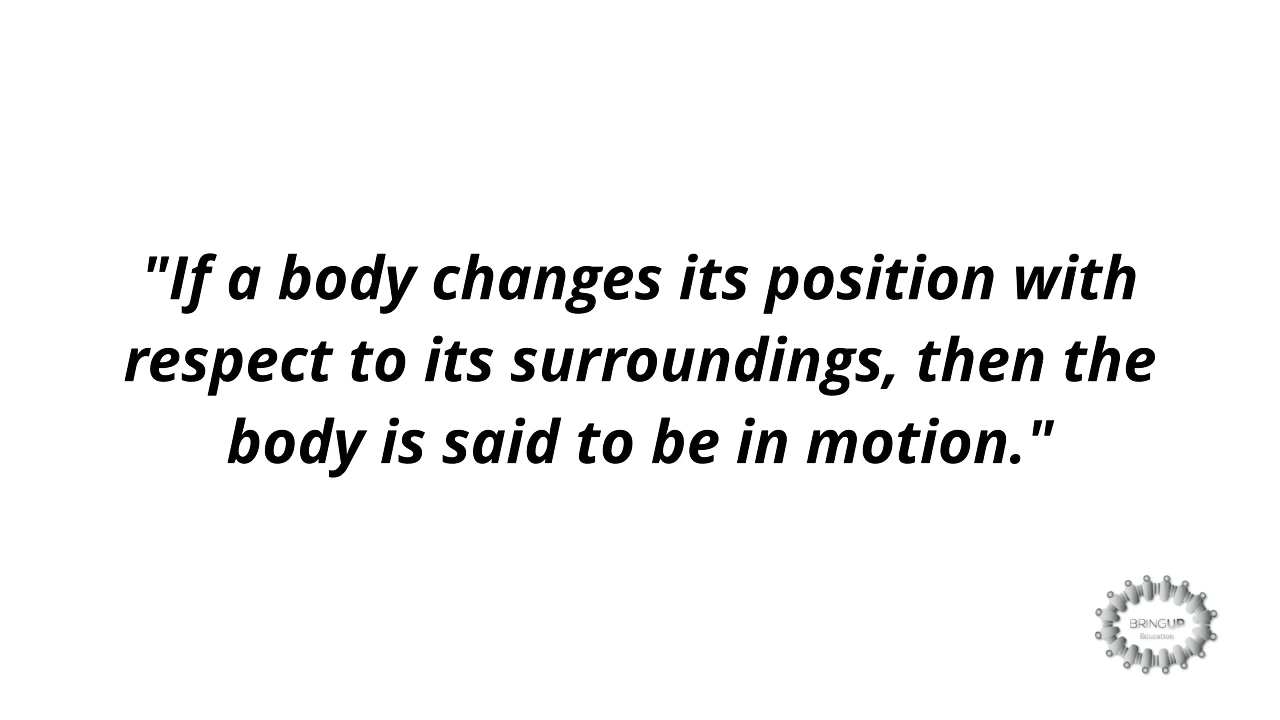 "If a body changes its position with
respect to its surroundings, then the
body is said to be in motion."
BRINGUP
Education